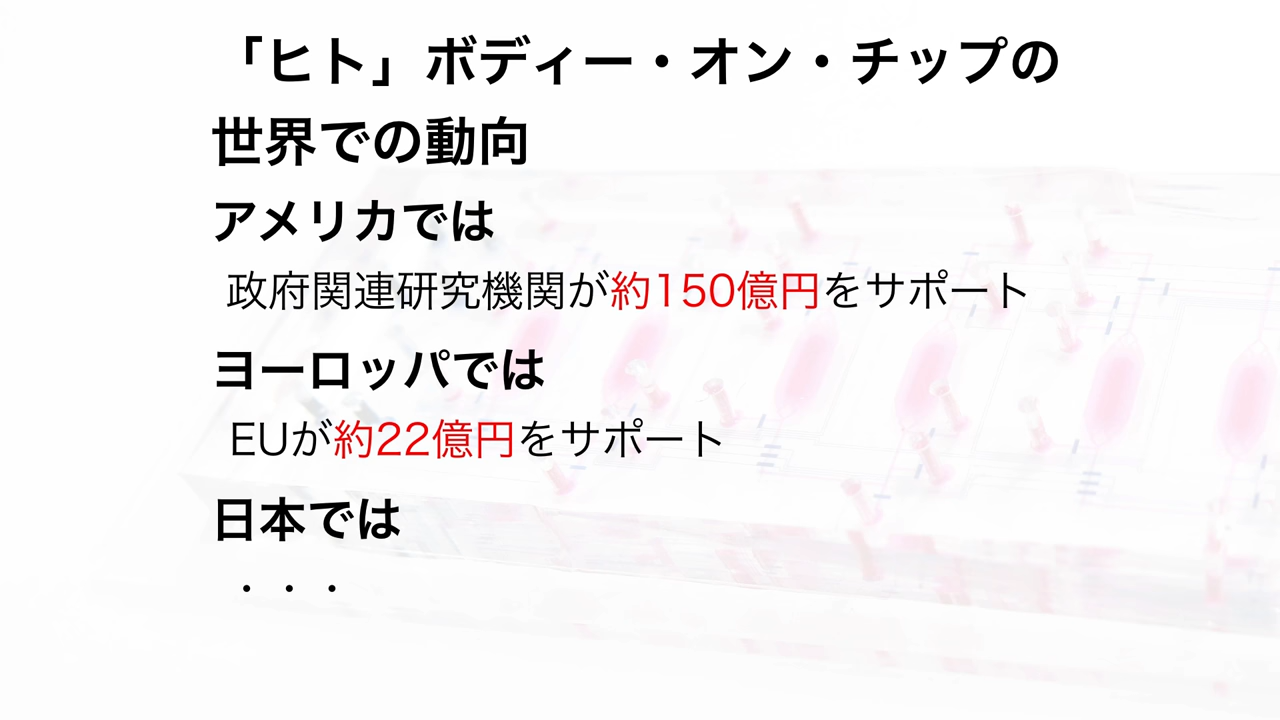 「ヒト」ボディー・オン・チップの
世界での動向
アメリカでは
政府関連研究機関が約150億円をサポート
ヨーロッパでは
EUが約22億円をサポート
日本では
・・・